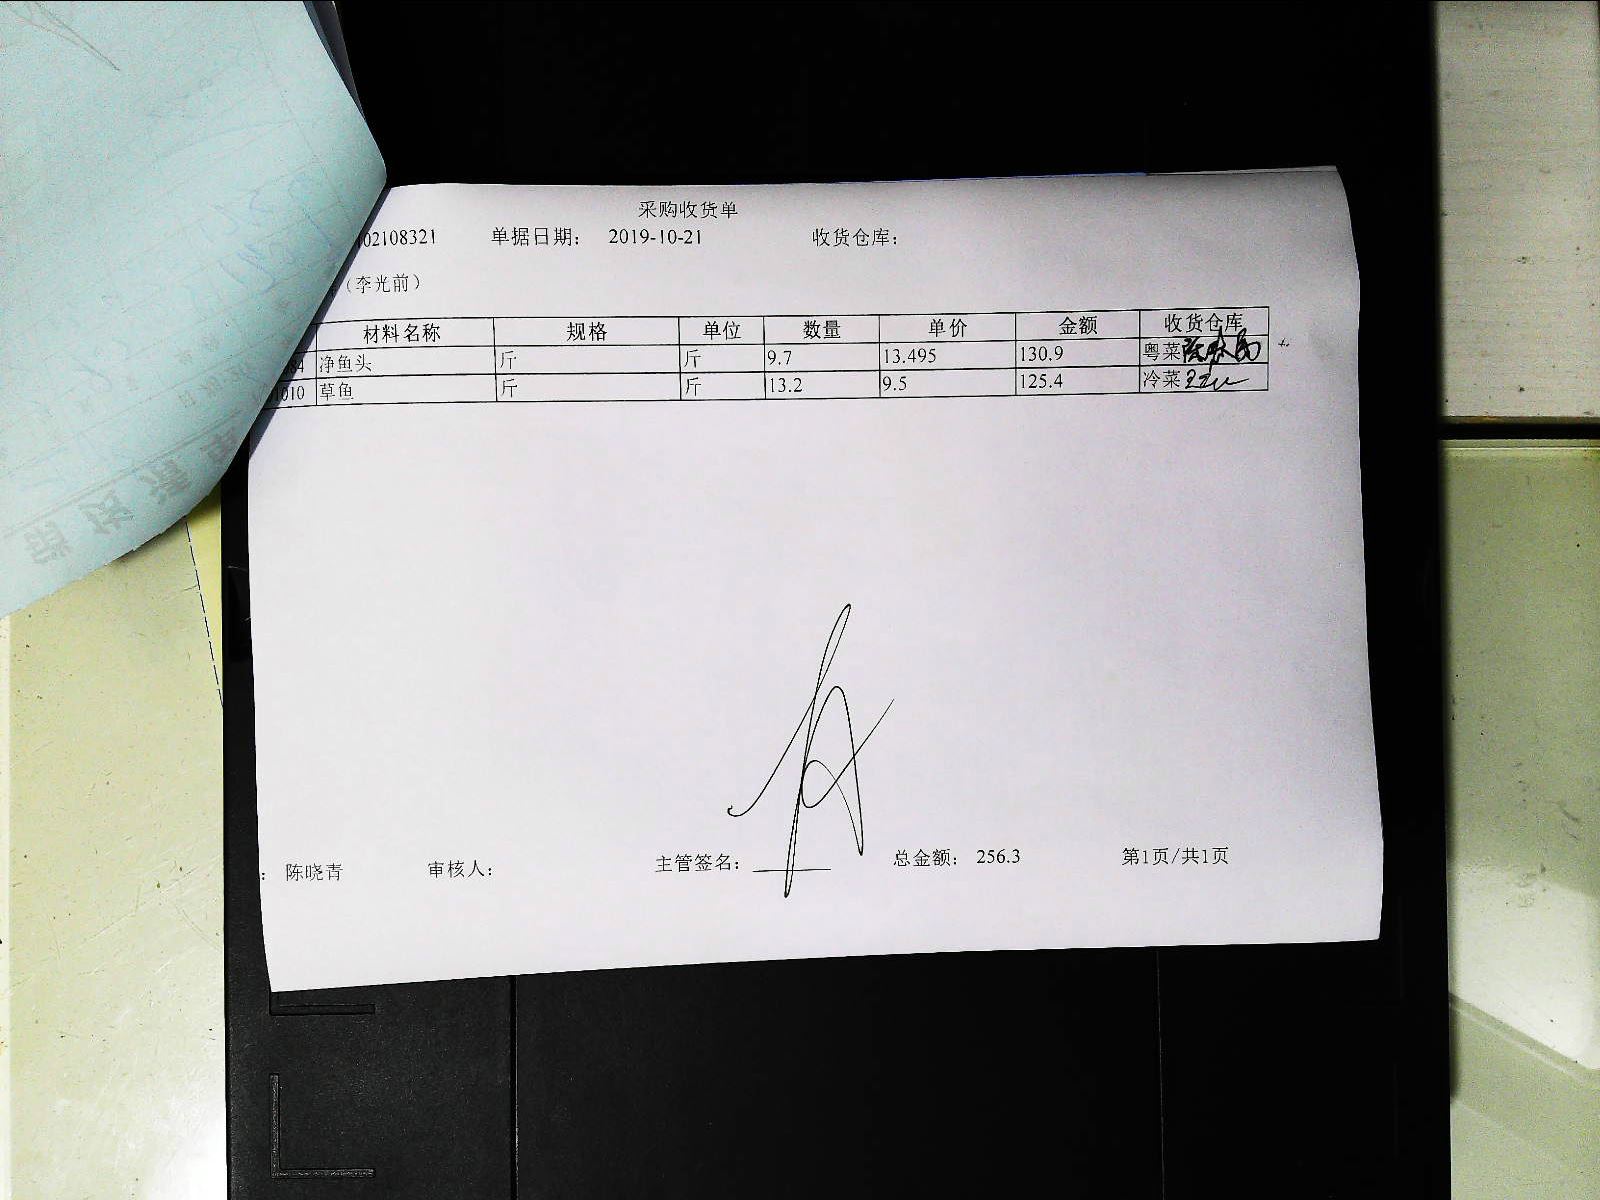 采购收货单
02108321 单据日期： 2019-10-21 收货仓库：
（李光前）
材料名称 规格 单位 数量 单价 金额 收货仓库
84 净鱼头 斤 斤 9.7 13.495 130.9 粤菜
1010 草鱼 斤 斤 13.2 9.5 125.4 冷菜
： 陈晓青 审核人： 主管签名： 总金额： 256.3 第1页/共1页